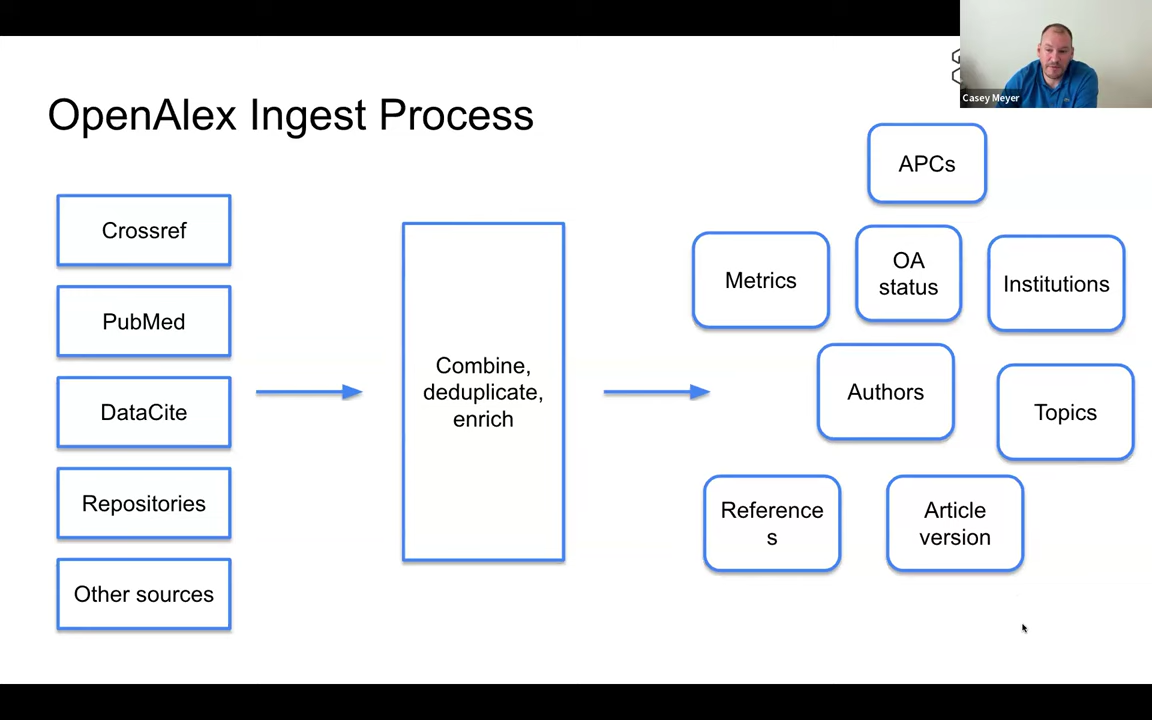 Casey Meyer
OpenAlex Ingest Process
Crossref
PubMed
DataCite
Repositories
Other sources
Combine,
deduplicate,
enrich
APCs
Metrics
OA
status
Institutions
Authors
Topics
Reference
s
Article
version